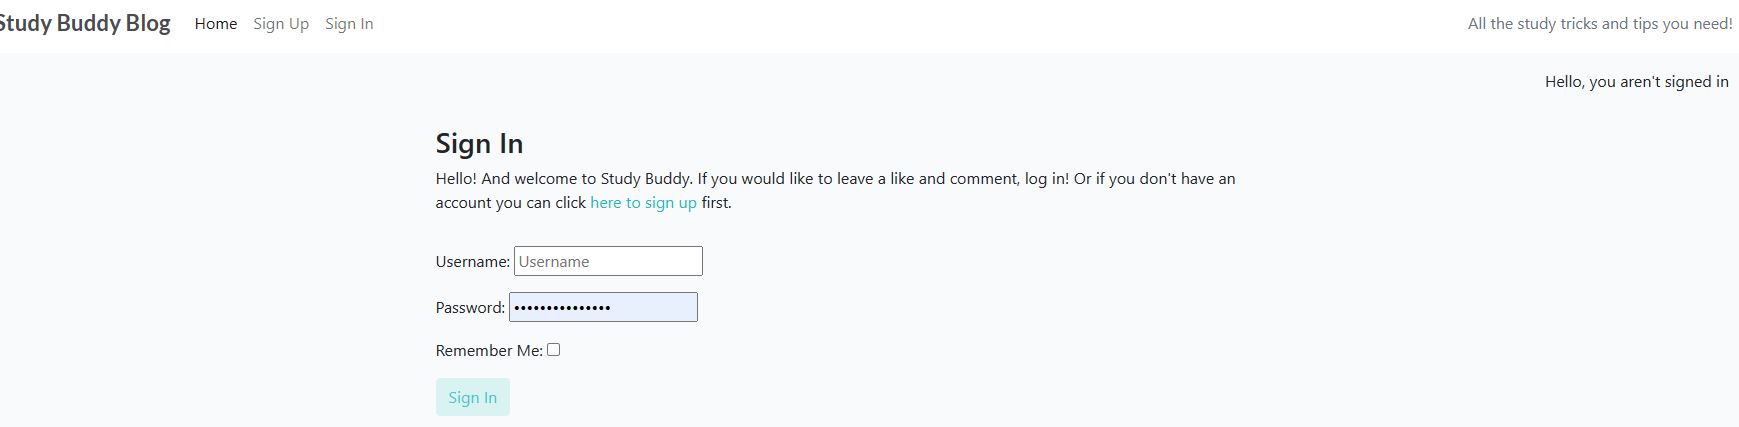 Study Buddy Blog Home Sign Up Sign In All the study tricks and tips you need!
Hello, you aren't signed in
Sign In
Hello! And welcome to Study Buddy. If you would like to leave a like and comment, log in! Or if you don't have an
account you can click here to sign up first.
Username: Username
Password: •••••••••••••••
Remember Me:
Sign In